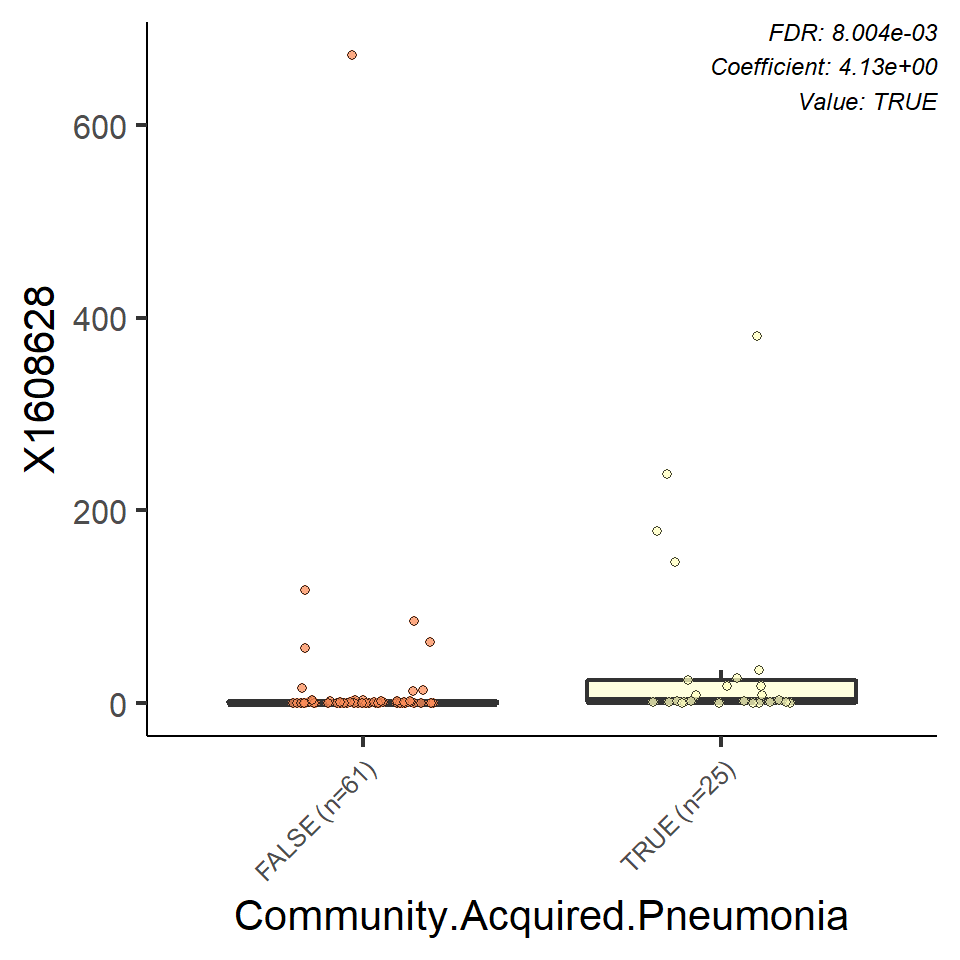 FDR: 8.004e-03
Coefficient: 4.13e+00
Value: TRUE
600
400
200
0
X1608628
FALSE (n=61)
TRUE (n=25)
Community.Acquired.Pneumonia